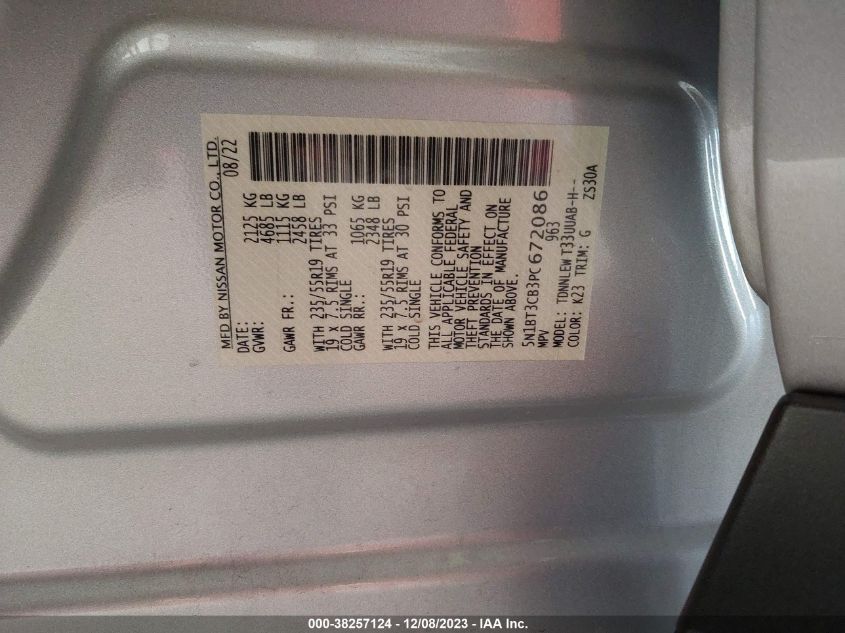 MFD BY NISSAN MOTOR CO., LTD.
DATE: 08/22
GVWR: 2125 KG
4685 LB
GAWR FR.: 1115 KG
2458 LB
WITH 235/55R19 TIRES
19 X 7.5 RIMS AT 33 PSI
COLD SINGLE
GAWR RR.: 1065 KG
2348 LB
WITH 235/55R19 TIRES
19 X 7.5 RIMS AT 30 PSI
COLD SINGLE
THIS VEHICLE CONFORMS TO
ALL APPLICABLE FEDERAL
MOTOR VEHICLE SAFETY AND
THEFT PREVENTION
STANDARDS IN EFFECT ON
THE DATE OF MANUFACTURE
SHOWN ABOVE.
5N1BT3CB3PC672086
MPV 963
MODEL: TDNNLEW T33UUAB-H--
COLOR: K23 TRIM: G ZS30A
000-38257124 - 12/08/2023 - IAA Inc.